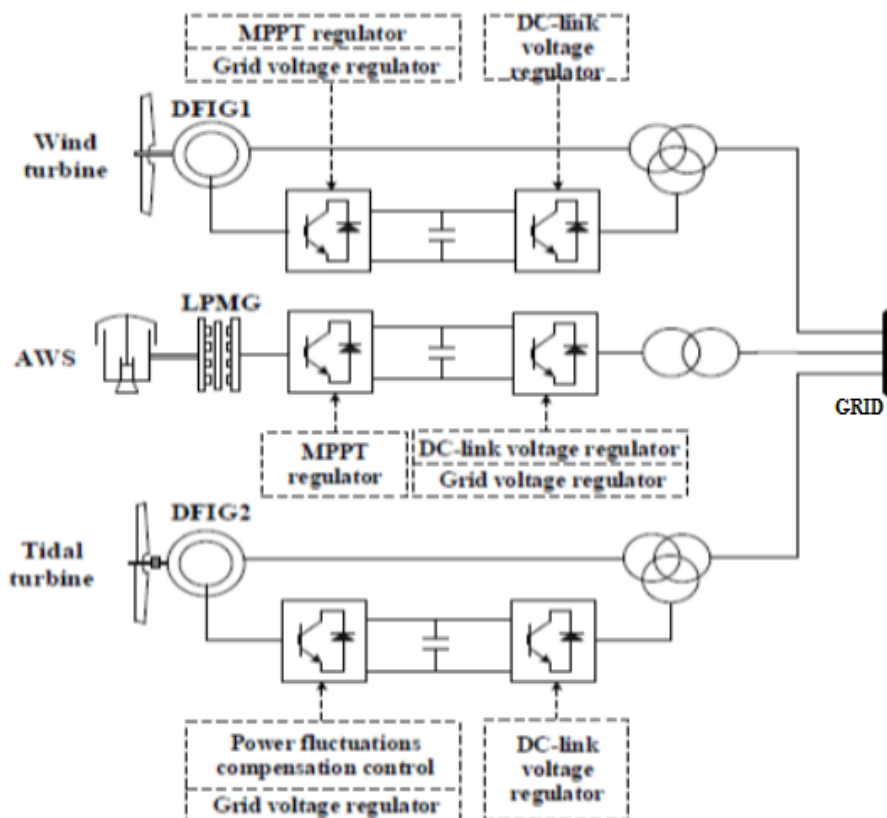 MPPT regulator
Grid voltage regulator
DC-link
voltage
regulator
DFIG1
Wind
turbine
LPMG
AWS
GRID
MPPT
regulator
DC-link voltage regulator
Grid voltage regulator
DFIG2
Tidal
turbine
Power fluctuations
compensation control
Grid voltage regulator
DC-link
voltage
regulator